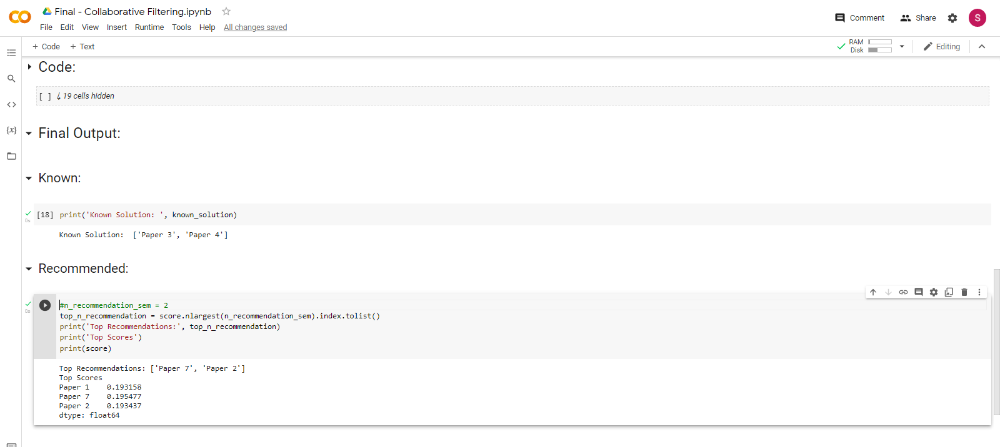 Final - Collaborative Filtering.ipynb
File Edit View Insert Runtime Tools Help All changes saved
Comment Share S
+ Code + Text
RAM
Disk
Editing
Code:
[ ] ↳ 19 cells hidden
Final Output:
{x}
Known:
[18] print('Known Solution: ', known_solution)
0s
Known Solution:  ['Paper 3', 'Paper 4']
Recommended:
#n_recommendation_sem = 2
0s
top_n_recommendation = score.nlargest(n_recommendation_sem).index.tolist()
print('Top Recommendations:', top_n_recommendation)
print('Top Scores')
print(score)
Top Recommendations: ['Paper 7', 'Paper 2']
Top Scores
Paper 1    0.193158
Paper 7    0.195477
Paper 2    0.193437
dtype: float64